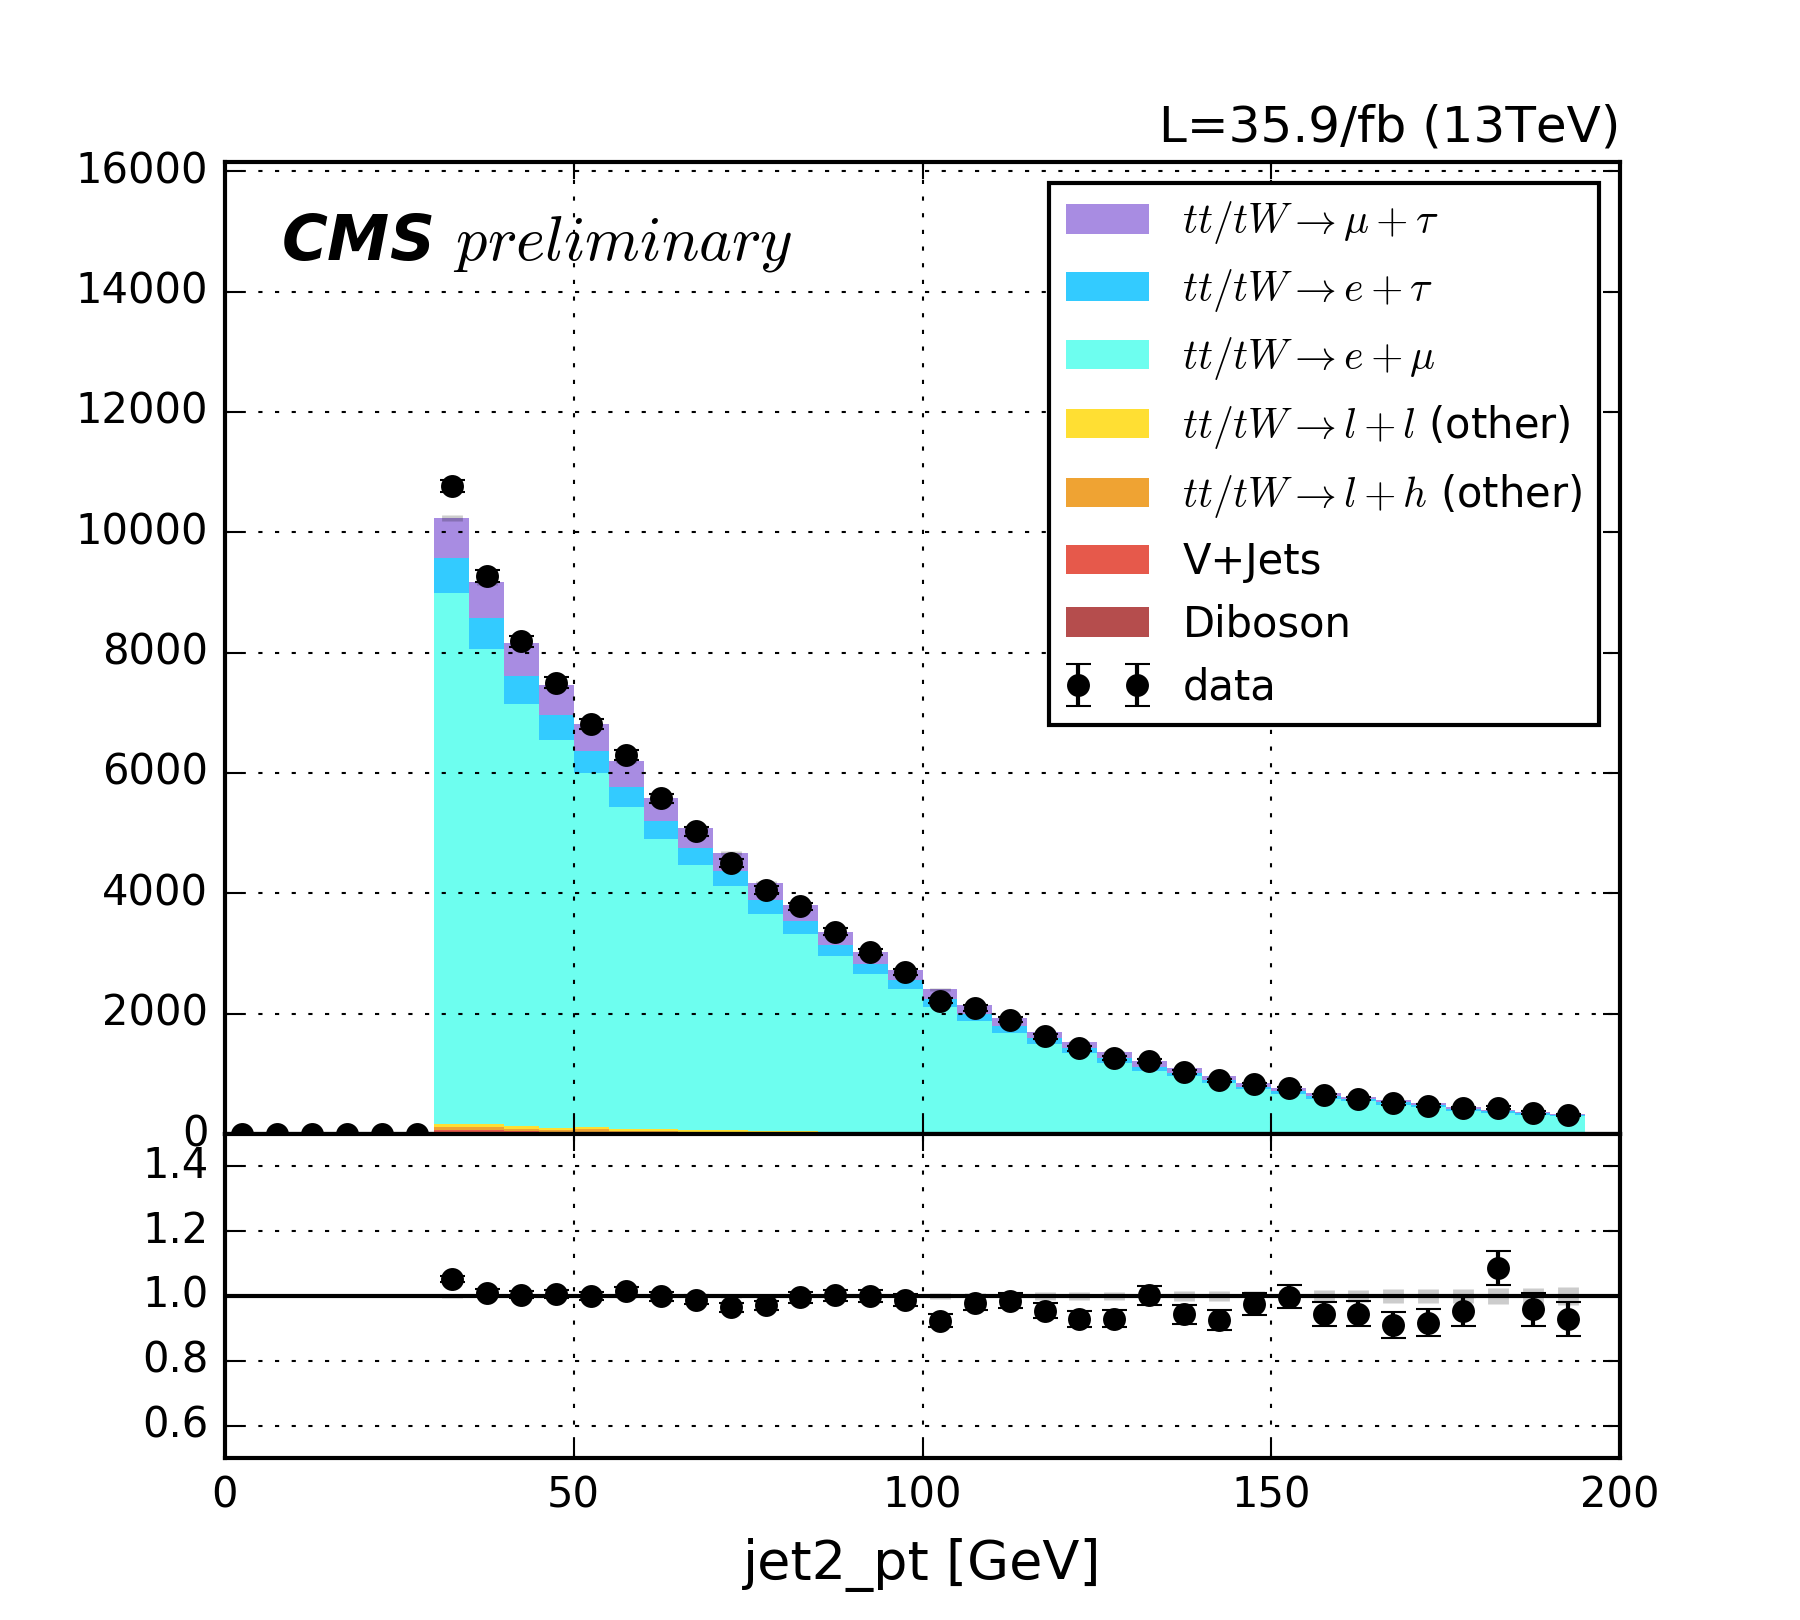 L=35.9/fb (13TeV)
CMS preliminary
16000
14000
12000
10000
8000
6000
4000
2000
0
tt/tW → μ + τ
tt/tW → e + τ
tt/tW → e + μ
tt/tW → l + l (other)
tt/tW → l + h (other)
V+Jets
Diboson
data
1.4
1.2
1.0
0.8
0.6
0 50 100 150 200
jet2_pt [GeV]